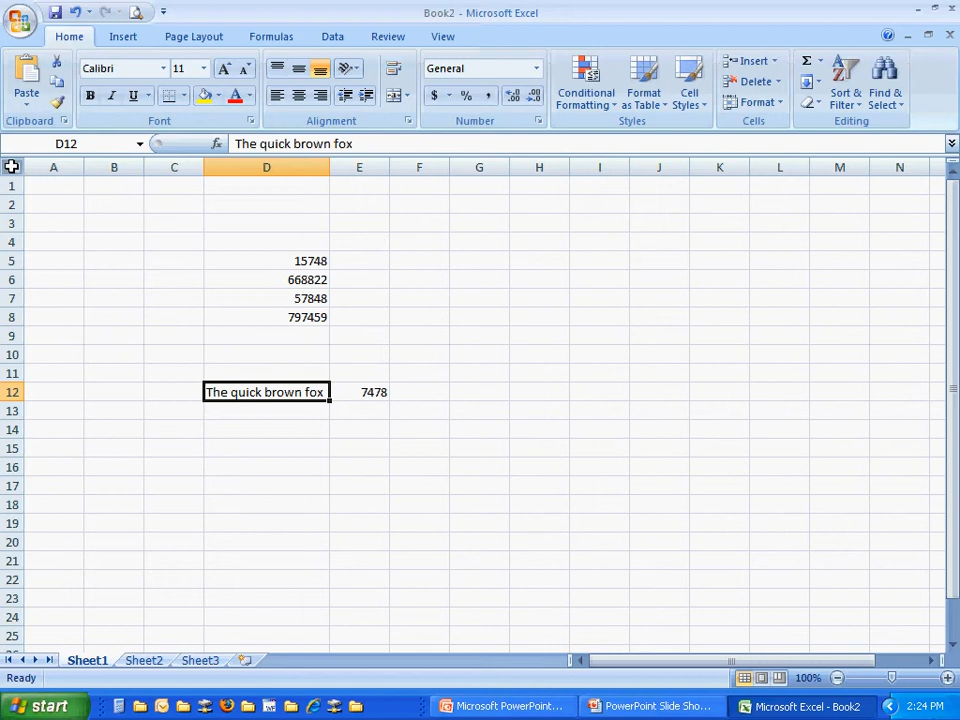 Book2 - Microsoft Excel
Home Insert Page Layout Formulas Data Review View
Paste
Calibri 11
B I U
General
$ % ,
Conditional Formatting
Format as Table
Cell Styles
Insert
Delete
Format
Σ
Sort & Filter
Find & Select
Clipboard Font Alignment Number Styles Cells Editing
D12 fx The quick brown fox
A B C D E F G H I J K L M N
1
2
3
4
5 15748
6 668822
7 57848
8 797459
9
10
11
12 The quick brown fox 7478
13
14
15
16
17
18
19
20
21
22
23
24
25
Sheet1 Sheet2 Sheet3
Ready 100%
start Microsoft PowerPoint... PowerPoint Slide Sho... Microsoft Excel - Book2 2:24 PM